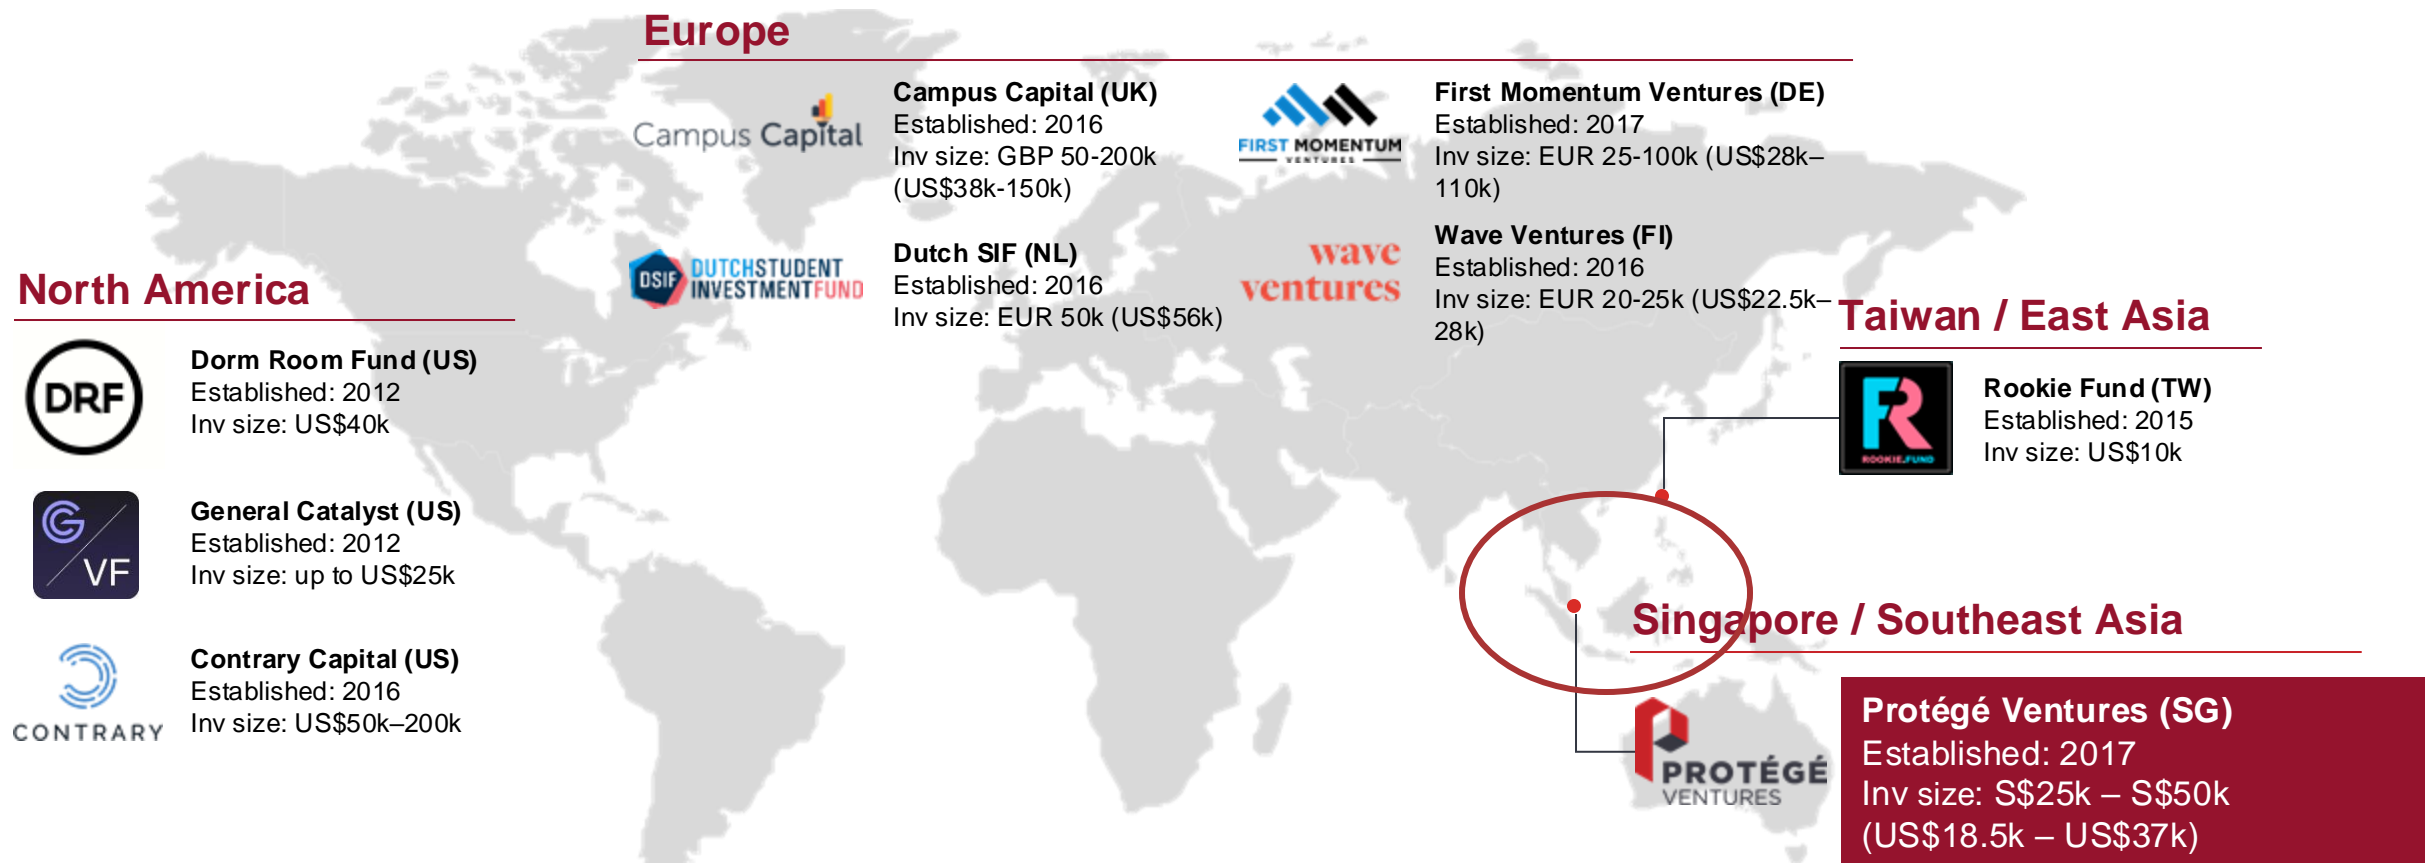 Europe
Campus Capital
Campus Capital (UK)
Established: 2016
Inv size: GBP 50-200k
(US$38k-150k)
FIRST MOMENTUM
VENTURES
First Momentum Ventures (DE)
Established: 2017
Inv size: EUR 25-100k (US$28k–
110k)
DSIF
DUTCHSTUDENT
INVESTMENTFUND
Dutch SIF (NL)
Established: 2016
Inv size: EUR 50k (US$56k)
wave
ventures
Wave Ventures (FI)
Established: 2016
Inv size: EUR 20-25k (US$22.5k–
28k)
North America
DRF
Dorm Room Fund (US)
Established: 2012
Inv size: US$40k
G
VF
General Catalyst (US)
Established: 2012
Inv size: up to US$25k
CONTRARY
Contrary Capital (US)
Established: 2016
Inv size: US$50k–200k
Taiwan / East Asia
FR
ROOKIE.FUND
Rookie Fund (TW)
Established: 2015
Inv size: US$10k
Singapore / Southeast Asia
PROTÉGÉ
VENTURES
Protégé Ventures (SG)
Established: 2017
Inv size: S$25k – S$50k
(US$18.5k – US$37k)